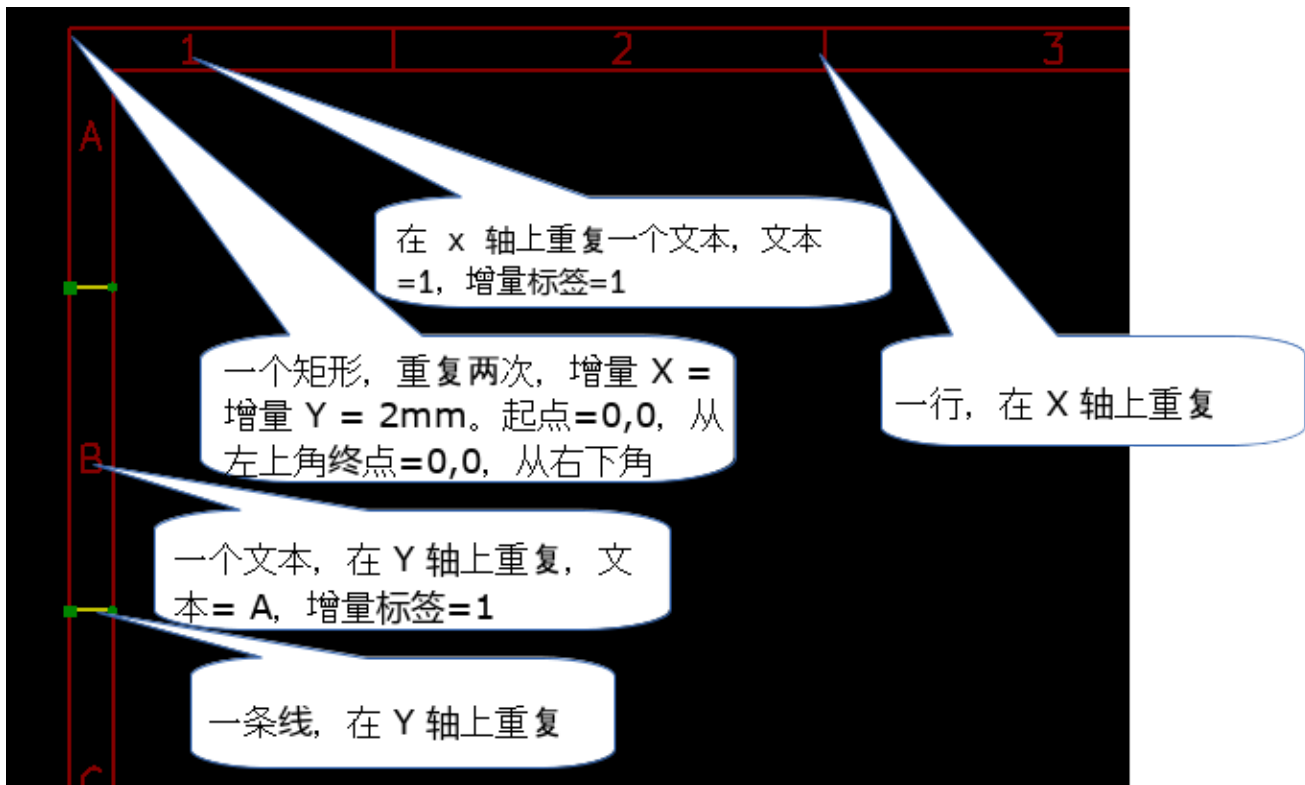 1 2 3
A
在 x 轴上重复一个文本，文本
=1，增量标签=1
一个矩形，重复两次，增量 X =
增量 Y = 2mm。起点=0,0，从
左上角终点=0,0，从右下角
一行，在 X 轴上重复
B
一个文本，在 Y 轴上重复，文
本= A，增量标签=1
一条线，在 Y 轴上重复
C